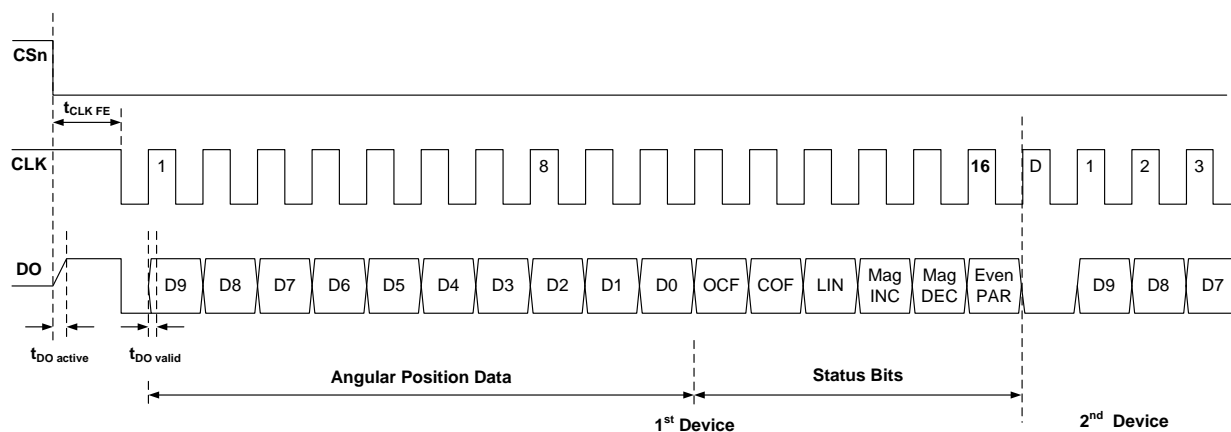 CSn
tCLK FE
CLK 1 8 16 D 1 2 3
DO D9 D8 D7 D6 D5 D4 D3 D2 D1 D0 OCF COF LIN Mag INC Mag DEC Even PAR D9 D8 D7
tDO active tDO valid
Angular Position Data Status Bits
1st Device 2nd Device